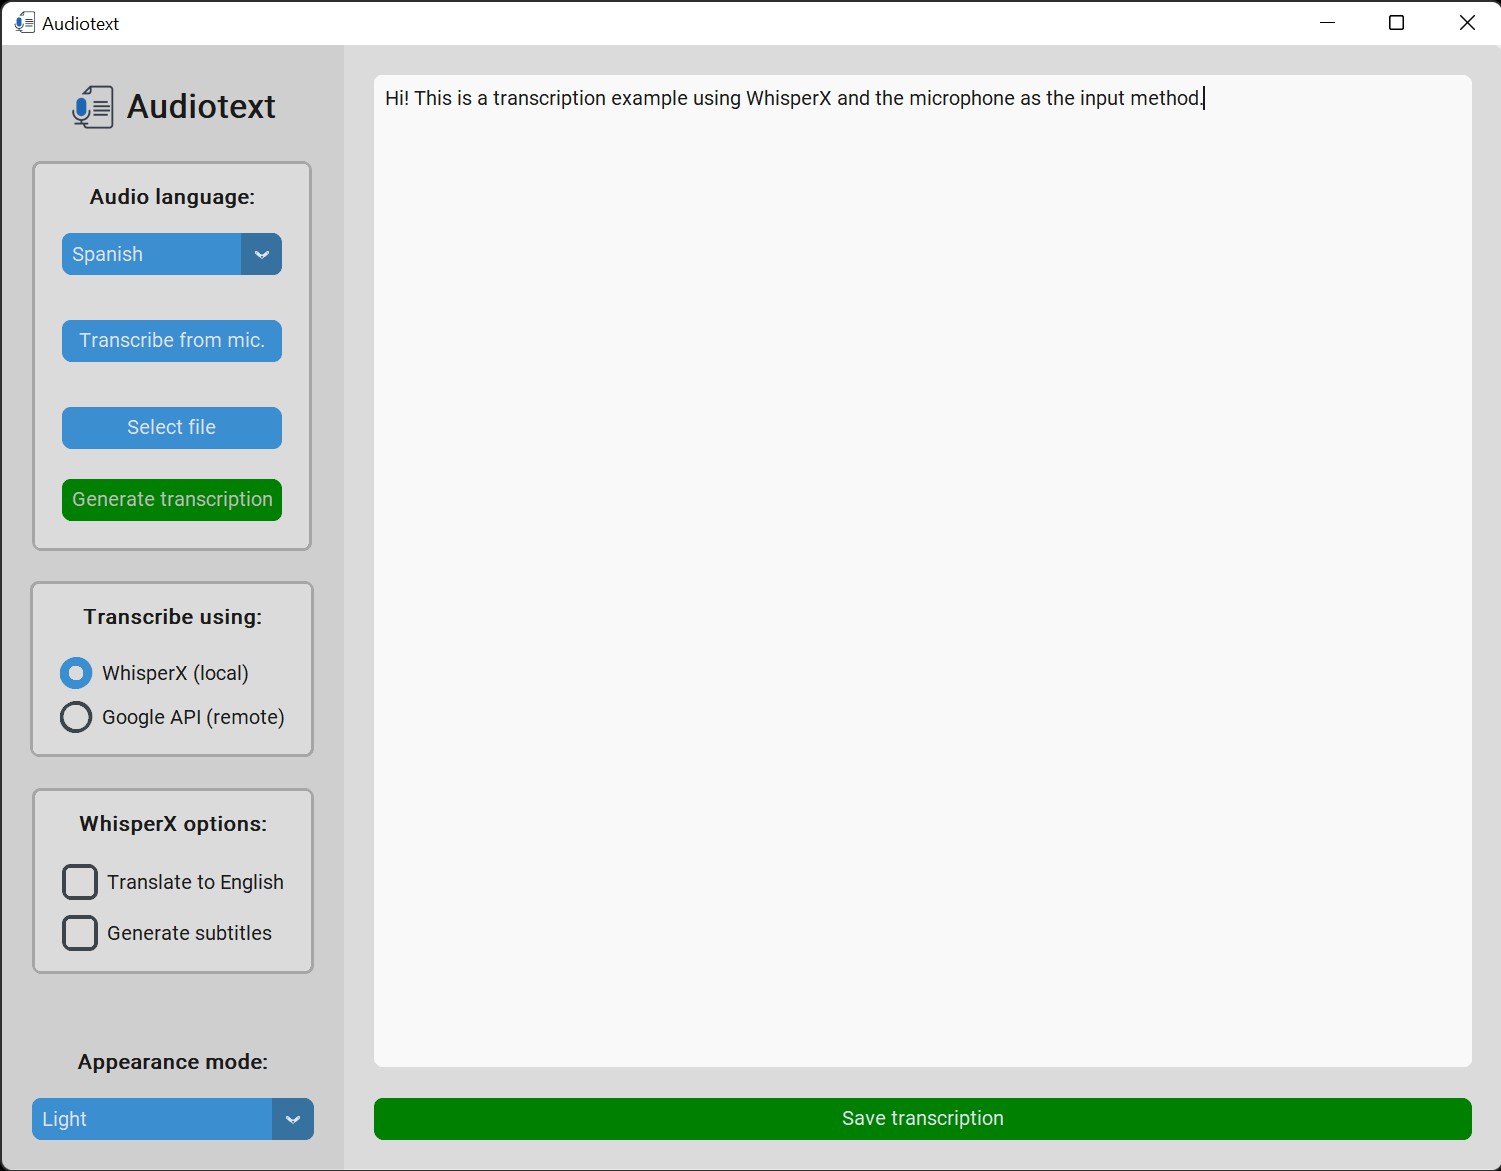 Audiotext
Audiotext
Audio language:
Spanish
Transcribe from mic.
Select file
Generate transcription
Transcribe using:
WhisperX (local)
Google API (remote)
WhisperX options:
Translate to English
Generate subtitles
Appearance mode:
Light
Hi! This is a transcription example using WhisperX and the microphone as the input method.
Save transcription